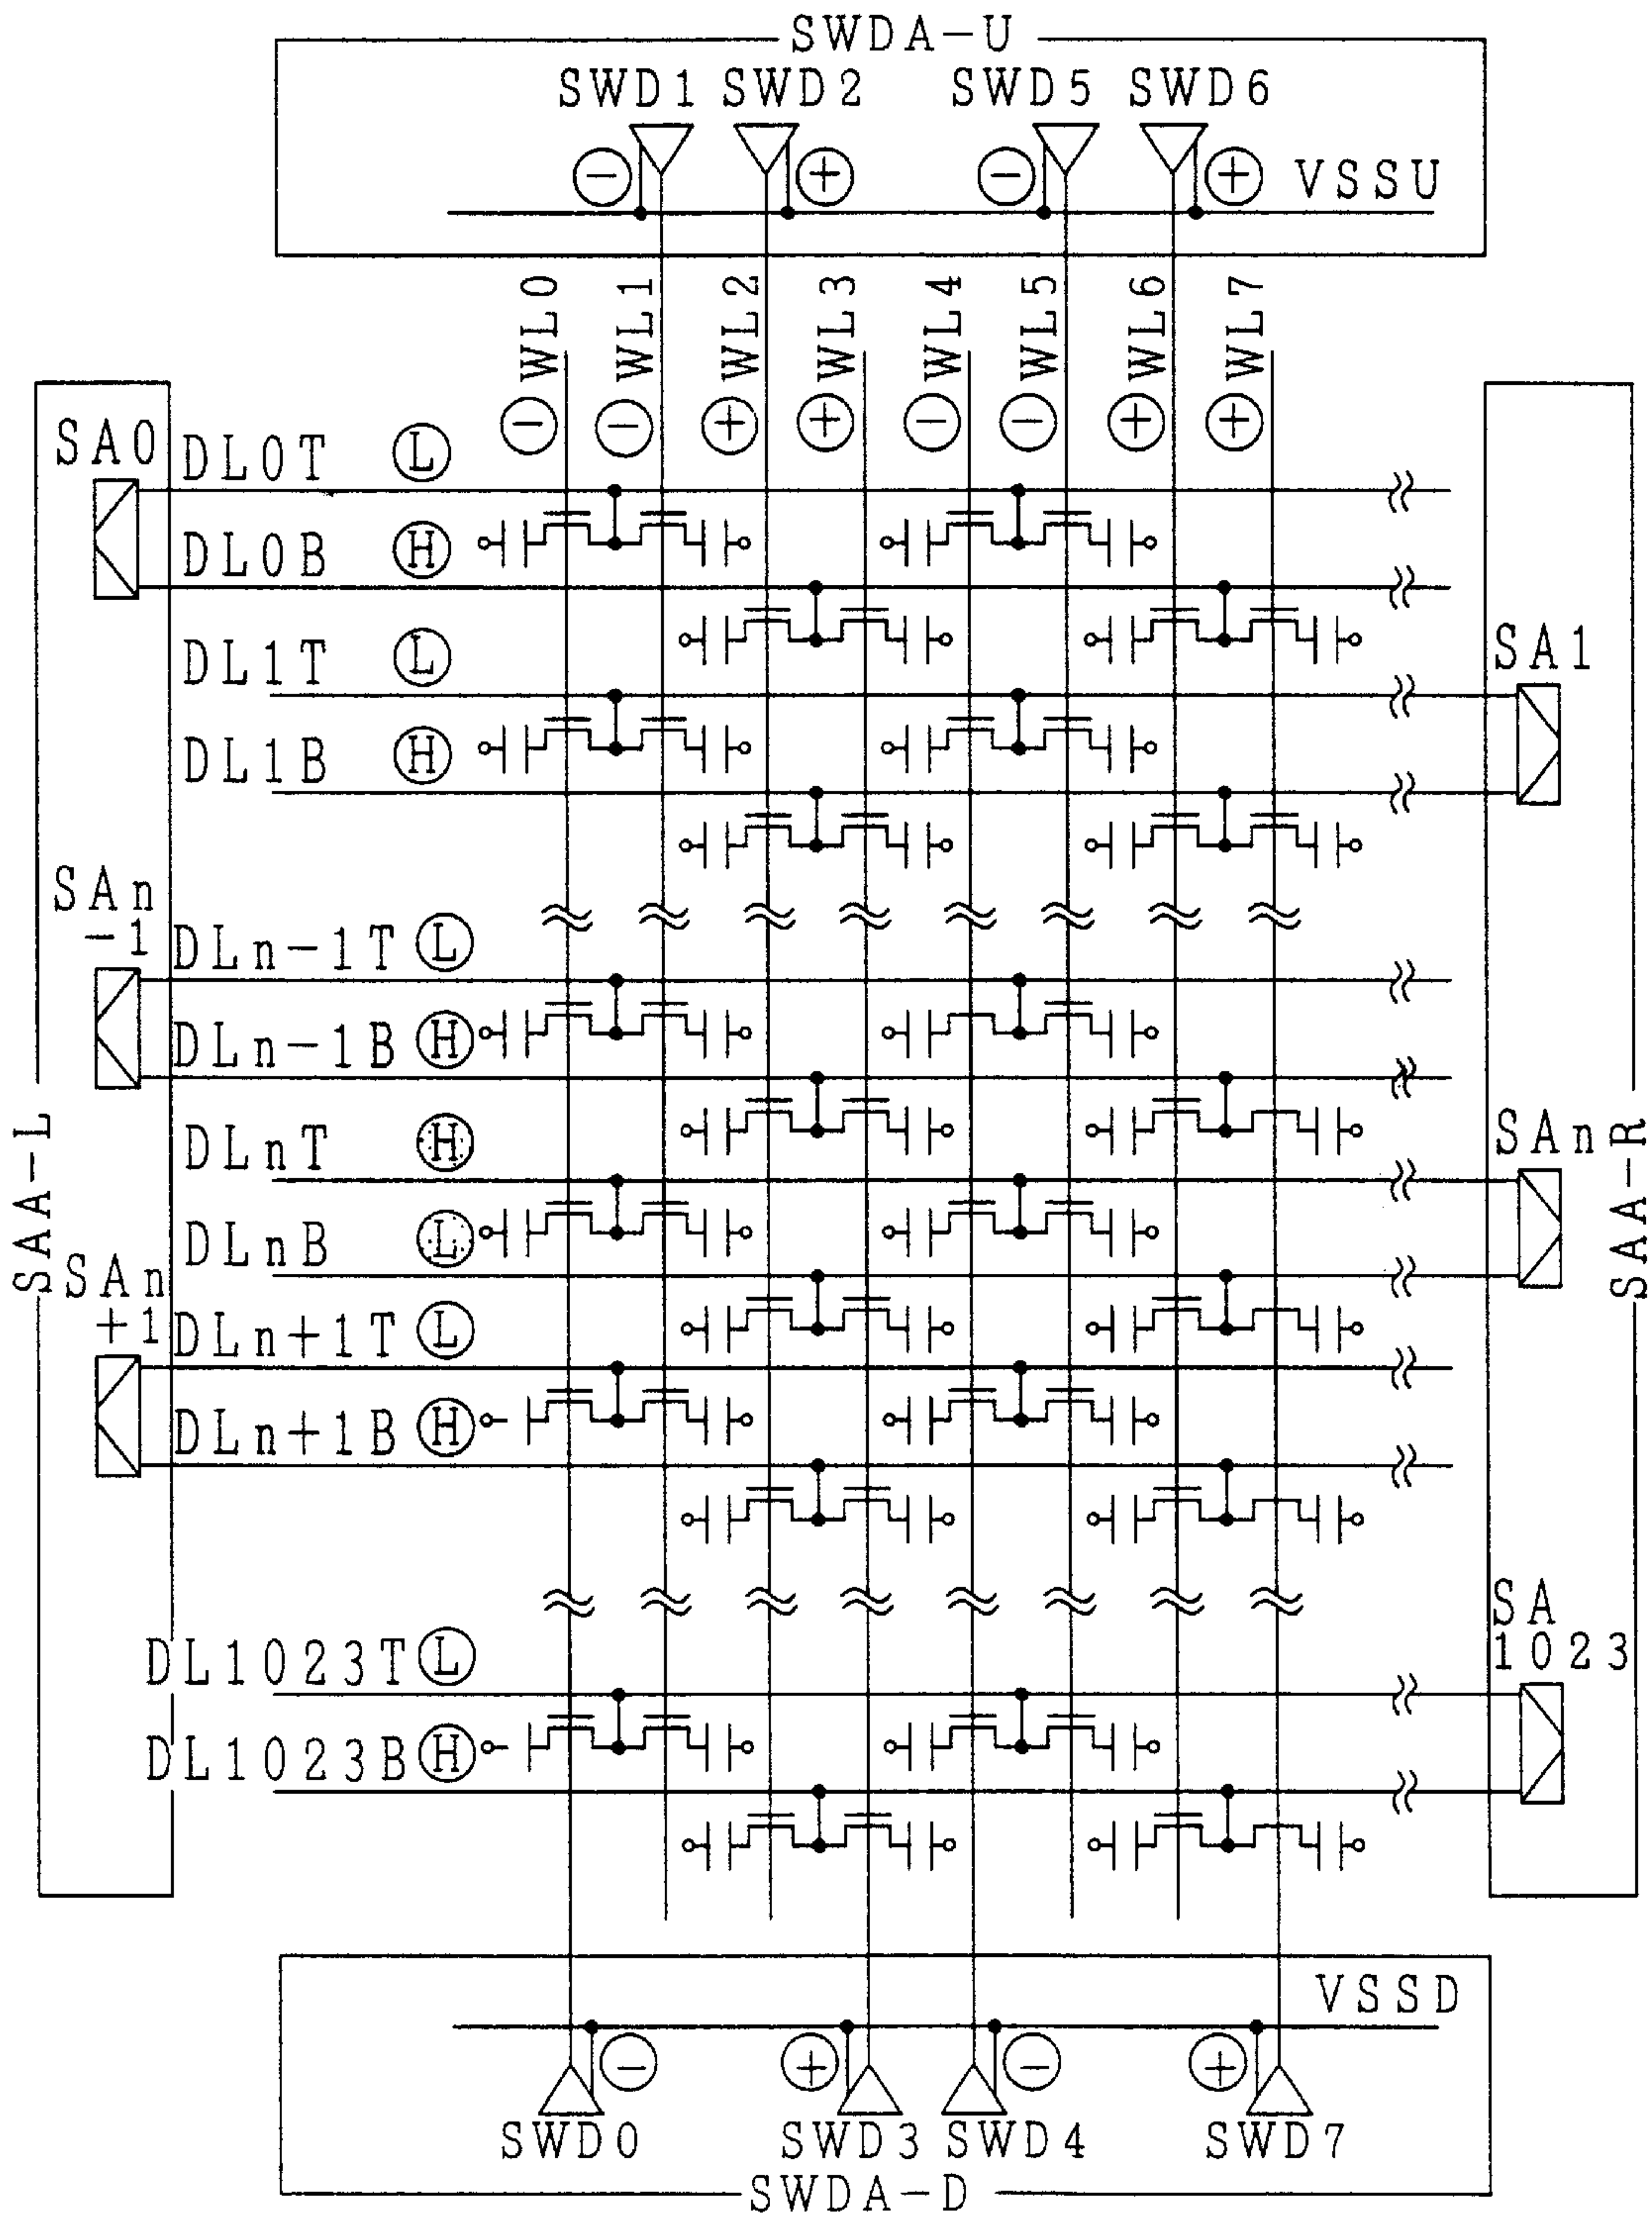 SWDA-U
SWD1 SWD2 SWD5 SWD6
− + − + VSSU
WL0 WL1 WL2 WL3 WL4 WL5 WL6 WL7
− − + + − − + +
SA0
DL0T L
DL0B H
DL1T L
SA1
DL1B H
SAn
-1
DLn-1T L
DLn-1B H
SAA-L
DLnT H
SAn
SAA-R
DLnB L
SAn
+1
DLn+1T L
DLn+1B H
SA
1023
DL1023T L
DL1023B H
VSSD
− + − +
SWD0 SWD3 SWD4 SWD7
SWDA-D